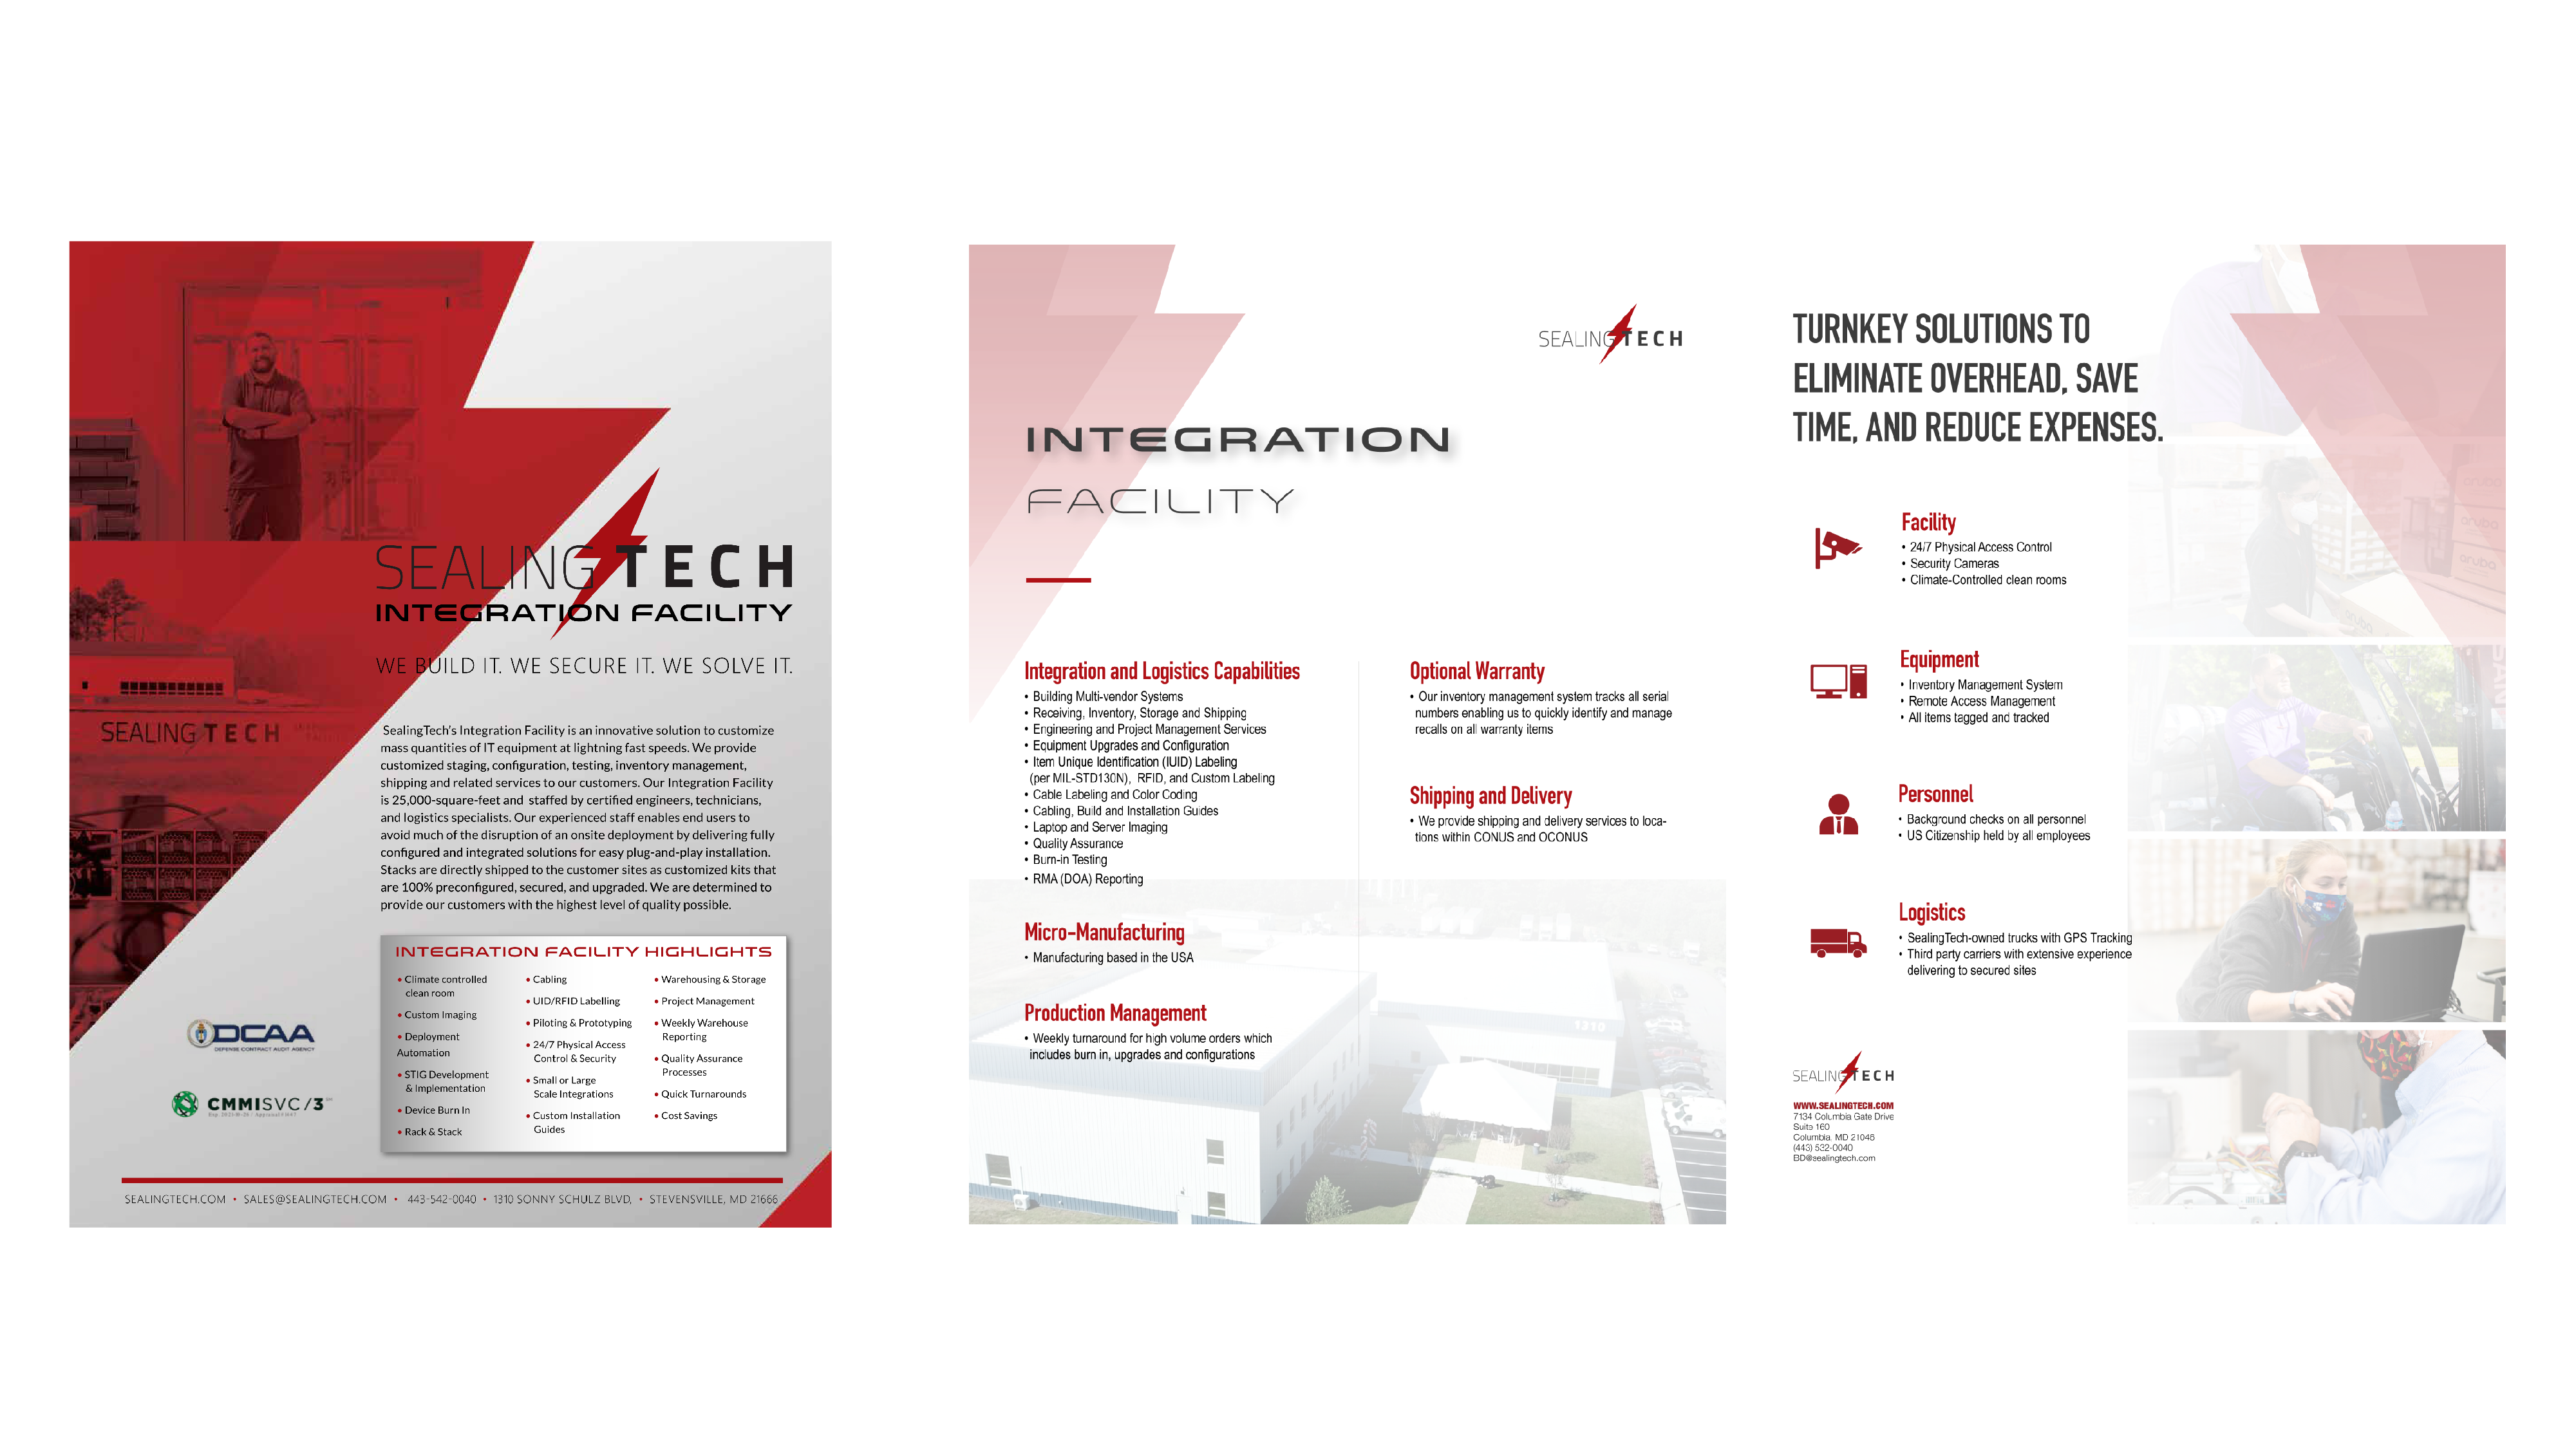 SEALING TECH
INTEGRATION FACILITY
WE BUILD IT. WE SECURE IT. WE SOLVE IT.
SEALING TECH
SealingTech's Integration Facility is an innovative solution to customize
mass quantities of IT equipment at lightning fast speeds. We provide
customized staging, configuration, testing, inventory management,
shipping and related services to our customers. Our Integration Facility
is 25,000-square-feet and staffed by certified engineers, technicians,
and logistics specialists. Our experienced staff enables end users to
avoid much of the disruption of an onsite deployment by delivering fully
configured and integrated solutions for easy plug-and-play installation.
Stacks are directly shipped to the customer sites as customized kits that
are 100% preconfigured, secured, and upgraded. We are determined to
provide our customers with the highest level of quality possible.
DCAA
DEFENSE CONTRACT AUDIT AGENCY
CMMISVC/3
INTEGRATION FACILITY HIGHLIGHTS
• Climate controlled
clean room
• Custom Imaging
• Deployment
Automation
• STIG Development
& Implementation
• Device Burn In
• Rack & Stack
• Cabling
• UID/RFID Labelling
• Piloting & Prototyping
• 24/7 Physical Access
Control & Security
• Small or Large
Scale Integrations
• Custom Installation
Guides
• Warehousing & Storage
• Project Management
• Weekly Warehouse
Reporting
• Quality Assurance
Processes
• Quick Turnarounds
• Cost Savings
SEALINGTECH.COM • SALES@SEALINGTECH.COM • 443-542-0040 • 1310 SONNY SCHULZ BLVD, • STEVENSVILLE, MD 21666
SEALING TECH
INTEGRATION
FACILITY
Integration and Logistics Capabilities
• Building Multi-vendor Systems
• Receiving, Inventory, Storage and Shipping
• Engineering and Project Management Services
• Equipment Upgrades and Configuration
• Item Unique Identification (IUID) Labeling
(per MIL-STD130N), RFID, and Custom Labeling
• Cable Labeling and Color Coding
• Cabling, Build and Installation Guides
• Laptop and Server Imaging
• Quality Assurance
• Burn-in Testing
• RMA (DOA) Reporting
Micro-Manufacturing
• Manufacturing based in the USA
Production Management
• Weekly turnaround for high volume orders which
includes burn in, upgrades and configurations
Optional Warranty
• Our inventory management system tracks all serial
numbers enabling us to quickly identify and manage
recalls on all warranty items
Shipping and Delivery
• We provide shipping and delivery services to loca-
tions within CONUS and OCONUS
1310
TURNKEY SOLUTIONS TO
ELIMINATE OVERHEAD, SAVE
TIME, AND REDUCE EXPENSES.
Facility
• 24/7 Physical Access Control
• Security Cameras
• Climate-Controlled clean rooms
Equipment
• Inventory Management System
• Remote Access Management
• All items tagged and tracked
Personnel
• Background checks on all personnel
• US Citizenship held by all employees
Logistics
• SealingTech-owned trucks with GPS Tracking
• Third party carriers with extensive experience
delivering to secured sites
SEALING TECH
WWW.SEALINGTECH.COM
7134 Columbia Gate Drive
Suite 160
Columbia, MD 21046
(443) 532-0040
BD@sealingtech.com
aruba
aruba
aruba
aruba